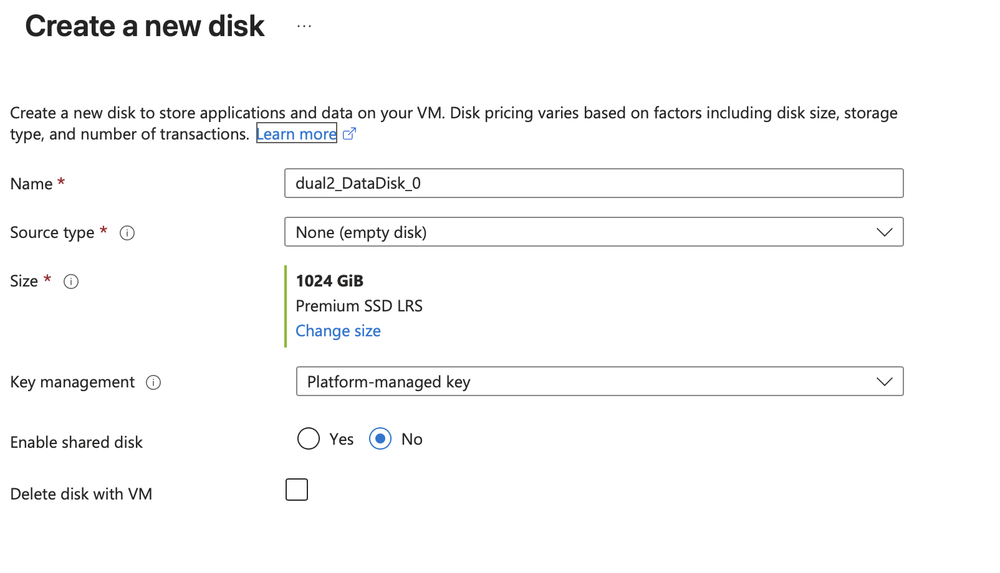 Create a new disk ...
Create a new disk to store applications and data on your VM. Disk pricing varies based on factors including disk size, storage
type, and number of transactions. Learn more
Name *
dual2_DataDisk_0
Source type *
None (empty disk)
Size *
1024 GiB
Premium SSD LRS
Change size
Key management
Platform-managed key
Enable shared disk
Yes No
Delete disk with VM